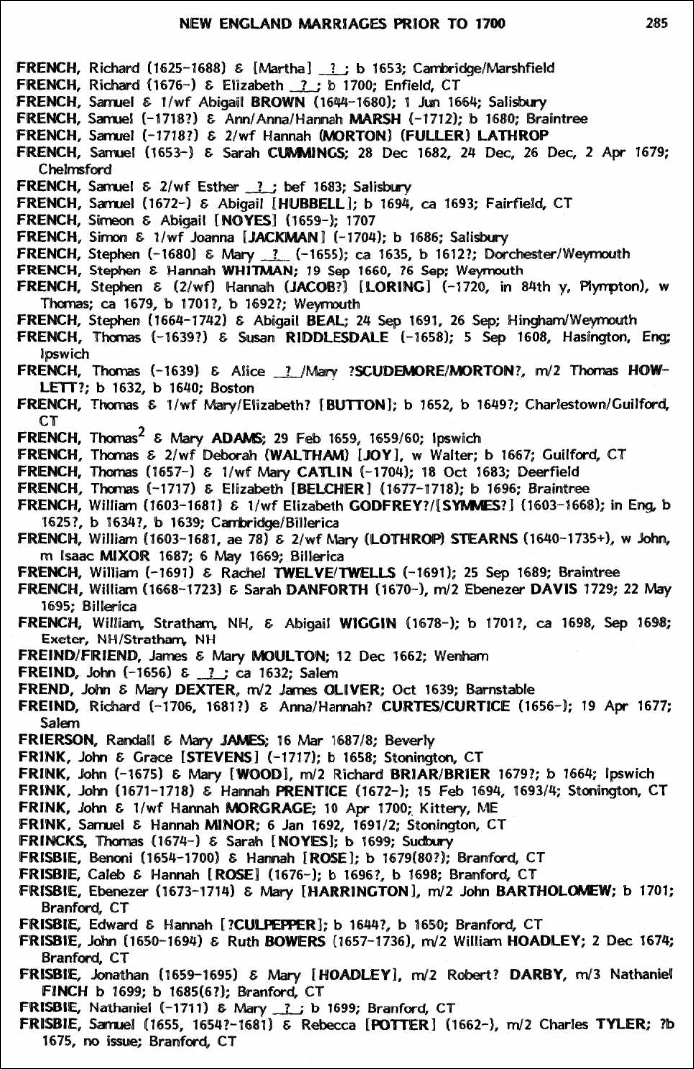 NEW ENGLAND MARRIAGES PRIOR TO 1700 285
FRENCH, Richard (1625-1688) & [Martha] _?_; b 1653; Cambridge/Marshfield
FRENCH, Richard (1676-) & Elizabeth _?_; b 1700; Enfield, CT
FRENCH, Samuel & 1/wf Abigail BROWN (1644-1680); 1 Jun 1664; Salisbury
FRENCH, Samuel (-1718?) & Ann/Anna/Hannah MARSH (-1712); b 1680; Braintree
FRENCH, Samuel (-1718?) & 2/wf Hannah (MORTON) (FULLER) LATHROP
FRENCH, Samuel (1653-) & Sarah CUMMINGS; 28 Dec 1682, 24 Dec, 26 Dec, 2 Apr 1679;
Chelmsford
FRENCH, Samuel & 2/wf Esther _?_; bef 1683; Salisbury
FRENCH, Samuel (1672-) & Abigail [HUBBELL]; b 1694, ca 1693; Fairfield, CT
FRENCH, Simeon & Abigail [NOYES] (1659-); 1707
FRENCH, Simon & 1/wf Joanna [JACKMAN] (-1704); b 1686; Salisbury
FRENCH, Stephen (-1680] & Mary _?_ (-1655); ca 1635, b 1612?; Dorchester/Weymouth
FRENCH, Stephen & Hannah WHITMAN; 19 Sep 1660, ?6 Sep; Weymouth
FRENCH, Stephen & (2/wf) Hannah (JACOB?) [LORING] (-1720, in 84th y, Plympton), w
Thomas; ca 1679, b 1701?, b 1692?; Weymouth
FRENCH, Stephen (1664-1742) & Abigail BEAL; 24 Sep 1691, 26 Sep; Hingham/Weymouth
FRENCH, Thomas (-1639?) & Susan RIDDLESDALE (-1658); 5 Sep 1608, Hasington, Eng;
Ipswich
FRENCH, Thomas (-1639) & Alice _?_/Mary ?SCUDEMORE/MORTON?, m/2 Thomas HOW-
LETT?; b 1632, b 1640; Boston
FRENCH, Thomas & 1/wf Mary/Elizabeth? [BUTTON]; b 1652, b 1649?; Charlestown/Guilford,
CT
FRENCH, Thomas² & Mary ADAMS; 29 Feb 1659, 1659/60; Ipswich
FRENCH, Thomas & 2/wf Deborah (WALTHAM) [JOY], w Walter; b 1667; Guilford, CT
FRENCH, Thomas (1657-) & 1/wf Mary CATLIN (-1704); 18 Oct 1683; Deerfield
FRENCH, Thomas (-1717) & Elizabeth [BELCHER] (1677-1718); b 1696; Braintree
FRENCH, William (1603-1681) & 1/wf Elizabeth GODFREY?/[SYMMES?] (1603-1668); in Eng, b
1625?, b 1634?, b 1639; Cambridge/Billerica
FRENCH, William (1603-1681, ae 78) & 2/wf Mary (LOTHROP) STEARNS (1640-1735+), w John,
m Isaac MIXOR 1687; 6 May 1669; Billerica
FRENCH, William (-1691) & Rachel TWELVE/TWELLS (-1691); 25 Sep 1689; Braintree
FRENCH, William (1668-1723) & Sarah DANFORTH (1670-), m/2 Ebenezer DAVIS 1729; 22 May
1695; Billerica
FRENCH, William, Stratham, NH, & Abigail WIGGIN (1678-); b 1701?, ca 1698, Sep 1698;
Exeter, NH/Stratham, NH
FREIND/FRIEND, James & Mary MOULTON; 12 Dec 1662; Wenham
FREIND, John (-1656) & _?_; ca 1632; Salem
FREND, John & Mary DEXTER, m/2 James OLIVER; Oct 1639; Barnstable
FREIND, Richard (-1706, 1681?) & Anna/Hannah? CURTES/CURTICE (1656-); 19 Apr 1677;
Salem
FRIERSON, Randall & Mary JAMES; 16 Mar 1687/8; Beverly
FRINK, John & Grace [STEVENS] (-1717); b 1658; Stonington, CT
FRINK, John (-1675) & Mary [WOOD], m/2 Richard BRIAR/BRIER 1679?; b 1664; Ipswich
FRINK, John (1671-1718) & Hannah PRENTICE (1672-); 15 Feb 1694, 1693/4; Stonington, CT
FRINK, John & 1/wf Hannah MORGRAGE; 10 Apr 1700; Kittery, ME
FRINK, Samuel & Hannah MINOR; 6 Jan 1692, 1691/2; Stonington, CT
FRINCKS, Thomas (1674-) & Sarah [NOYES]; b 1699; Sudbury
FRISBIE, Benoni (1654-1700) & Hannah [ROSE]; b 1679(80?); Branford, CT
FRISBIE, Caleb & Hannah [ROSE] (1676-); b 1696?, b 1698; Branford, CT
FRISBIE, Ebenezer (1673-1714) & Mary [HARRINGTON], m/2 John BARTHOLOMEW; b 1701;
Branford, CT
FRISBIE, Edward & Hannah [?CULPEPPER]; b 1644?, b 1650; Branford, CT
FRISBIE, John (1650-1694) & Ruth BOWERS (1657-1736), m/2 William HOADLEY; 2 Dec 1674;
Branford, CT
FRISBIE, Jonathan (1659-1695) & Mary [HOADLEY], m/2 Robert? DARBY, m/3 Nathaniel
FINCH b 1699; b 1685(6?); Branford, CT
FRISBIE, Nathaniel (-1711) & Mary _?_; b 1699; Branford, CT
FRISBIE, Samuel (1655, 1654?-1681) & Rebecca [POTTER] (1662-), m/2 Charles TYLER; ?b
1675, no issue; Branford, CT